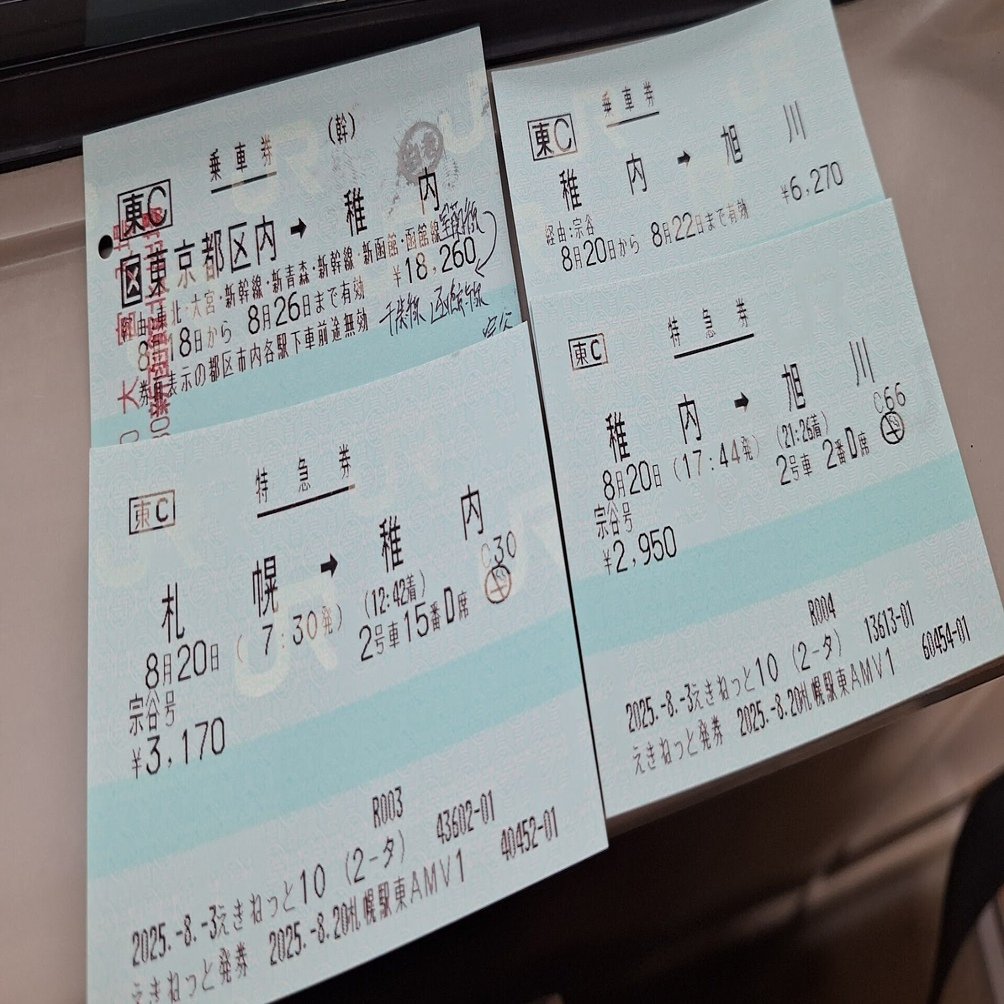 乗車券
(幹)
東C
区東京都区内→稚内
経由:東北・大宮・新幹線・新青森・新幹線・新函館・函館線
8月18日から 8月26日まで有効 ¥18,260
券面表示の都区市内各駅下車前途無効
乗車券
東C
稚内→旭川
経由:宗谷
8月20日から 8月22日まで有効 ¥6,270
特急券
東C
札幌→稚内
8月20日 (7:30発) (12:42着) C30
2号車15番D席
宗谷号
¥3,170
R003
2025.-8.-3えきねっと10 (2-タ) 43602-01
えきねっと発券 2025.-8.20札幌駅東AMV1 40452-01
特急券
東C
稚内→旭川
8月20日 (17:44発) (21:26着) C66
2号車 2番D席
宗谷号
¥2,950
R004
2025.-8.-3えきねっと10 (2-タ) 13613-01
えきねっと発券 2025.-8.20札幌駅東AMV1 60454-01